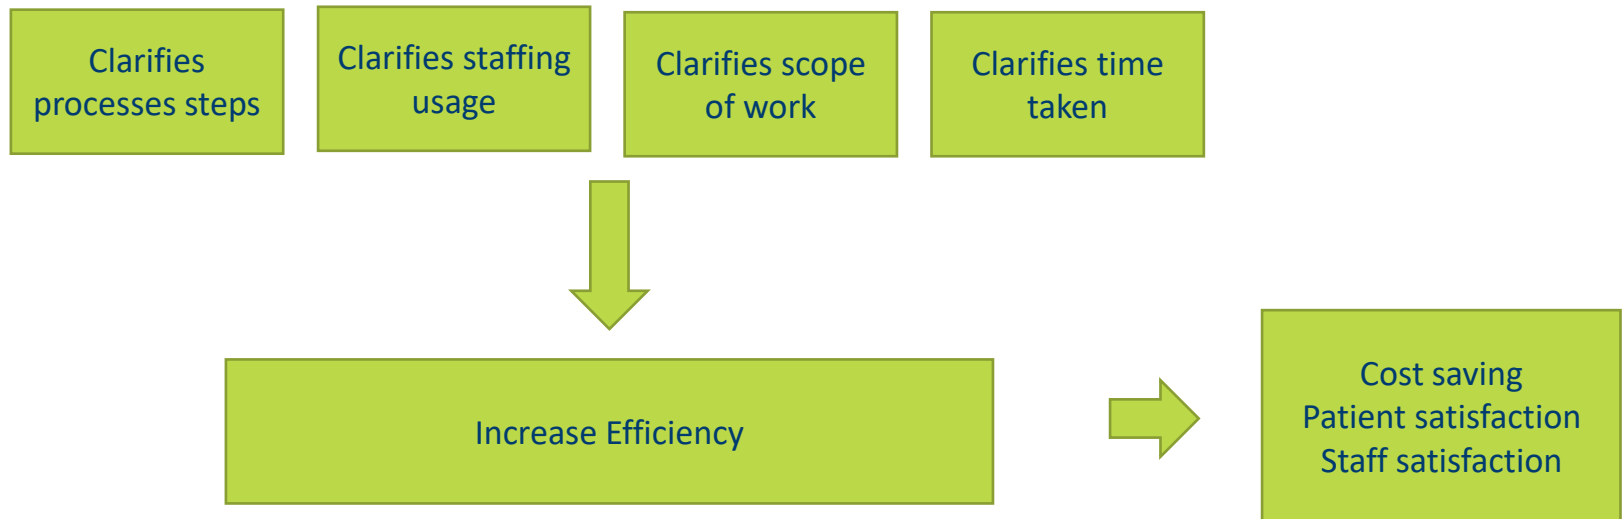 Clarifies
processes steps
Clarifies staffing
usage
Clarifies scope
of work
Clarifies time
taken
Increase Efficiency
Cost saving
Patient satisfaction
Staff satisfaction